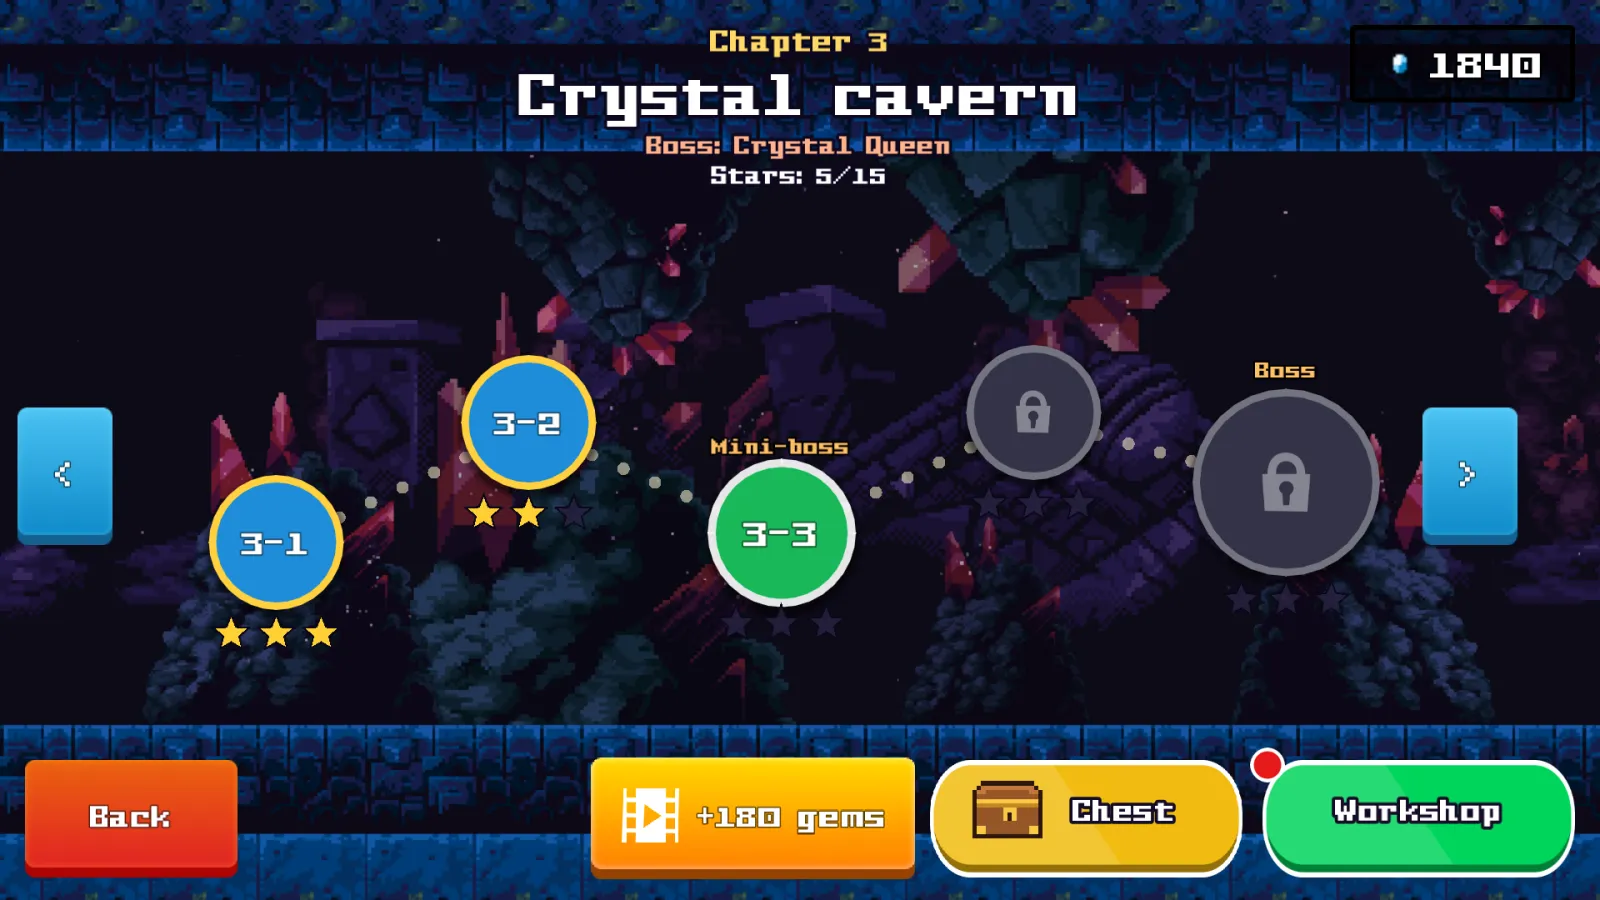 Chapter 3
1840
Crystal cavern
Boss: Crystal Queen
Stars: 5/15
Boss
3-2
Mini-boss
3-1
3-3
Back
+180 gems
Chest
Workshop